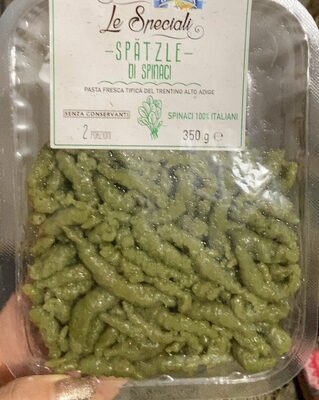 Le Speciali
SPÄTZLE
DI SPINACI
PASTA FRESCA TIPICA DEL TRENTINO ALTO ADIGE
SENZA CONSERVANTI
SPINACI 100% ITALIANI
2 PORZIONI
350 g e